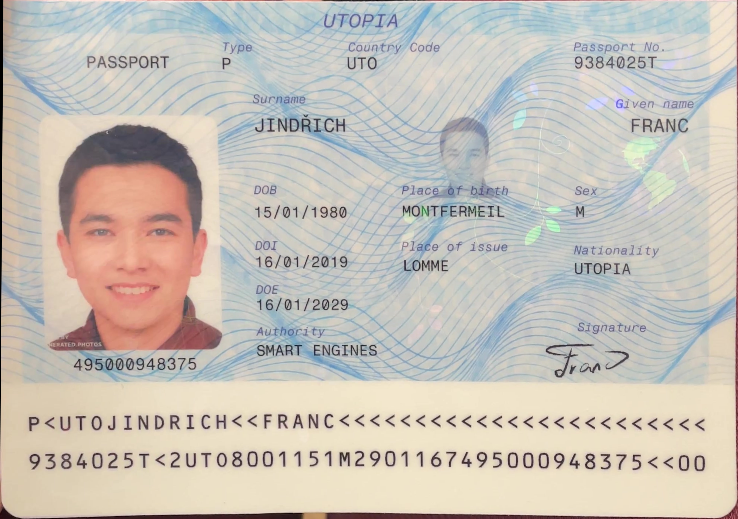 UTOPIA
Type Country Code Passport No.
PASSPORT P UTO 9384025T
Surname Given name
JINDŘICH FRANC
DOB Place of birth Sex
15/01/1980 MONTFERMEIL M
DOI Place of issue Nationality
16/01/2019 LOMME UTOPIA
DOE
16/01/2029
Authority Signature
SMART ENGINES Franc
PHOTOS
495000948375
P<UTOJINDRICH<<FRANC<<<<<<<<<<<<<<<<<<<<<<<<
9384025T<2UTO8001151M2901167495000948375<<00